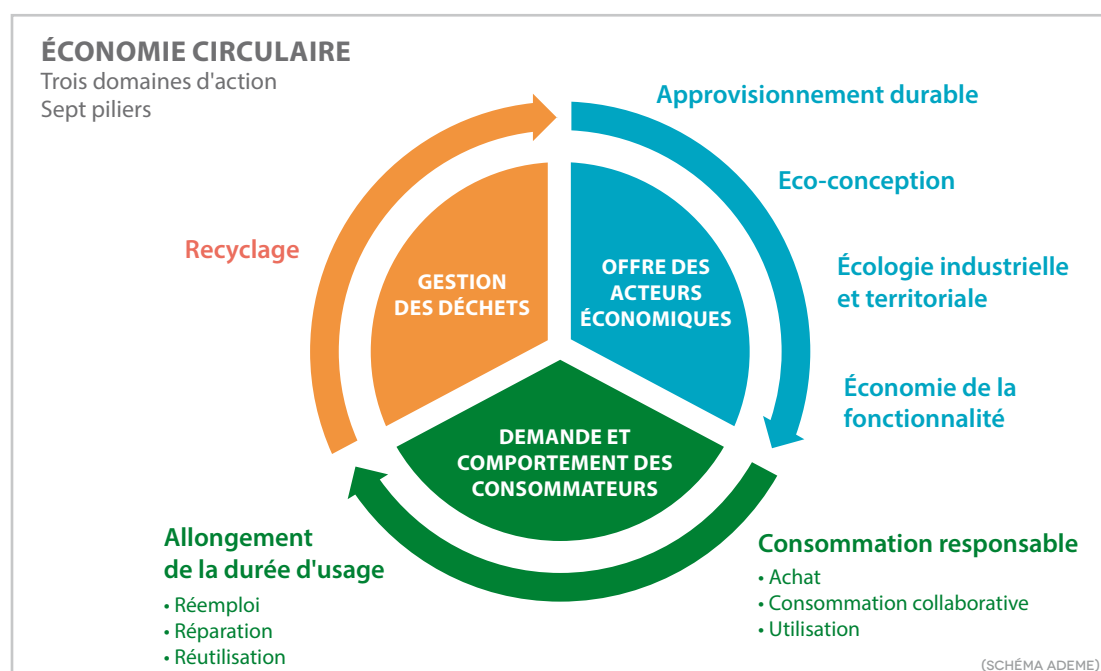 ÉCONOMIE CIRCULAIRE
Trois domaines d'action
Sept piliers
Approvisionnement durable
Eco-conception
Écologie industrielle
et territoriale
Économie de la
fonctionnalité
OFFRE DES
ACTEURS
ÉCONOMIQUES
Recyclage
GESTION
DES DÉCHETS
DEMANDE ET
COMPORTEMENT DES
CONSOMMATEURS
Consommation responsable
• Achat
• Consommation collaborative
• Utilisation
Allongement
de la durée d'usage
• Réemploi
• Réparation
• Réutilisation
(SCHÉMA ADEME)